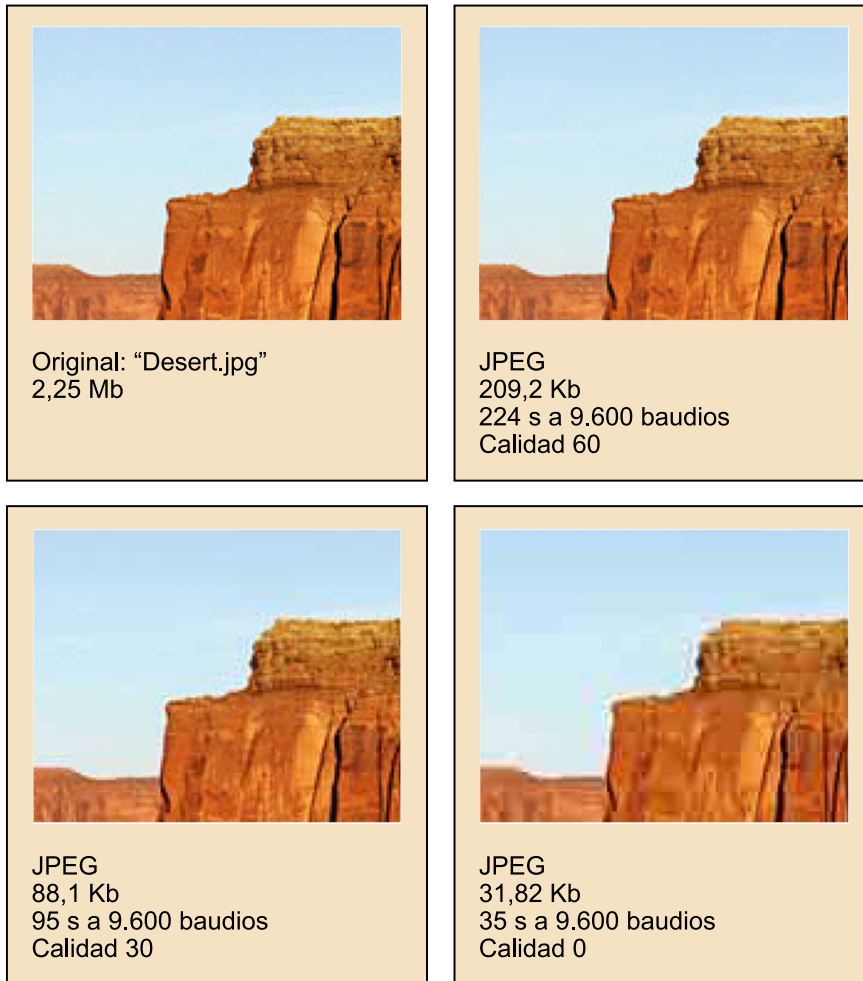 Original: “Desert.jpg”
2,25 Mb
JPEG
209,2 Kb
224 s a 9.600 baudios
Calidad 60
JPEG
88,1 Kb
95 s a 9.600 baudios
Calidad 30
JPEG
31,82 Kb
35 s a 9.600 baudios
Calidad 0